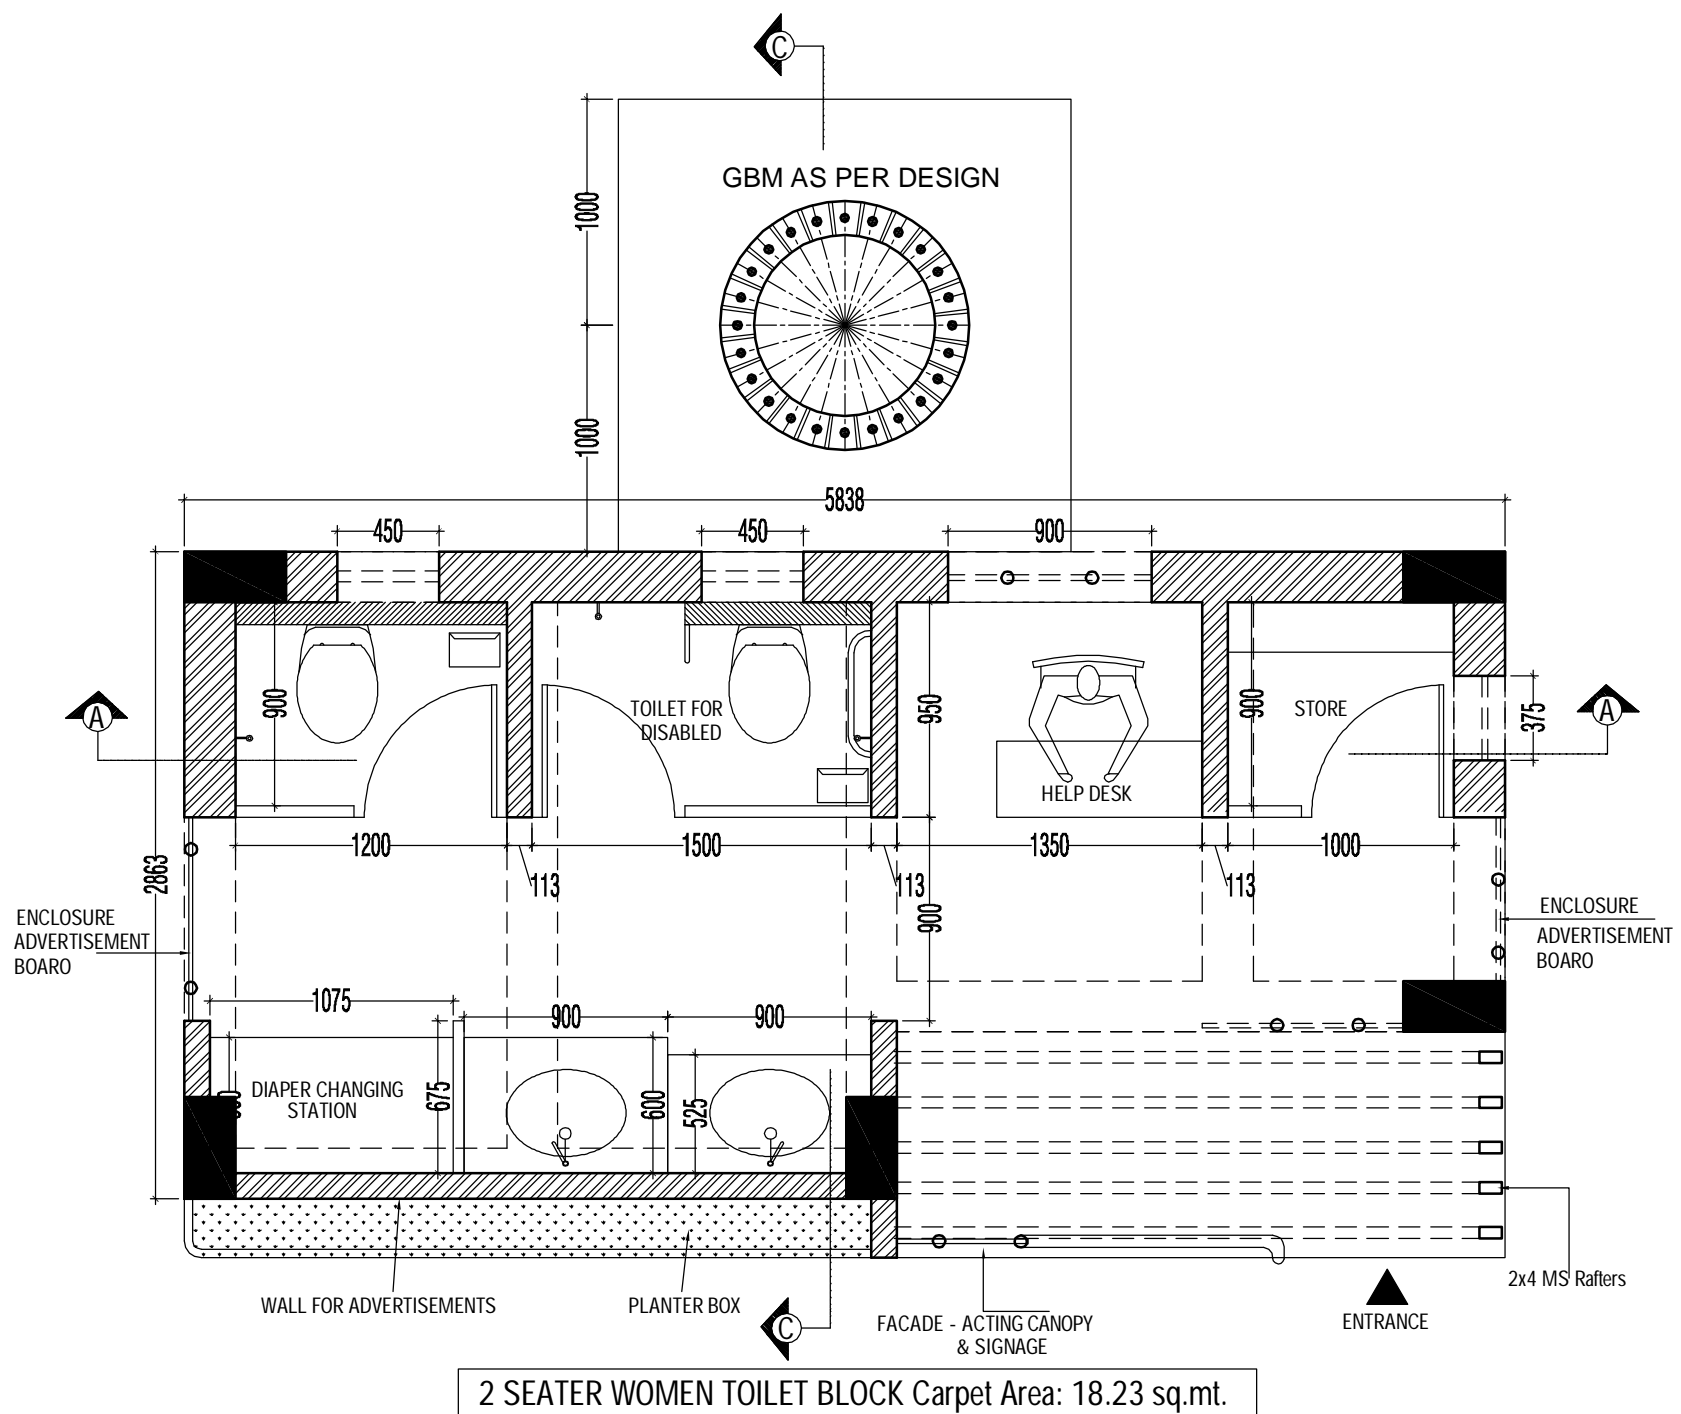 C
GBM AS PER DESIGN
1000
1000
5838
450
450
900
900
TOILET FOR
DISABLED
950
900
STORE
375
A
A
HELP DESK
1200
1500
1350
1000
113
113
113
2863
900
ENCLOSURE
ADVERTISEMENT
BOARO
ENCLOSURE
ADVERTISEMENT
BOARO
1075
900
900
DIAPER CHANGING
STATION
675
600
525
WALL FOR ADVERTISEMENTS
PLANTER BOX
C
FACADE - ACTING CANOPY
& SIGNAGE
ENTRANCE
2x4 MS Rafters
2 SEATER WOMEN TOILET BLOCK Carpet Area: 18.23 sq.mt.